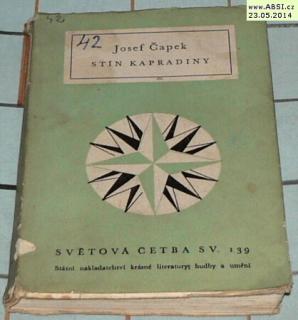 www.ABSI.cz
23.05.2014
42
42
Josef Čapek
STÍN KAPRADINY
SVĚTOVÁ ČETBA SV. 139
Státní nakladatelství krásné literatury, hudby a umění